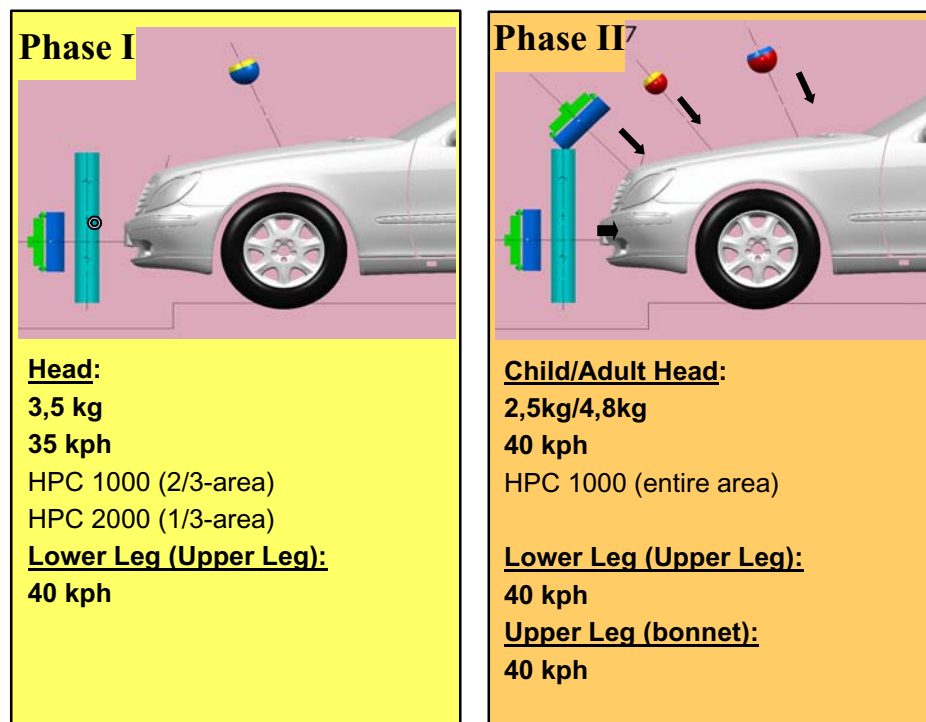 Phase I
Head:
3,5 kg
35 kph
HPC 1000 (2/3-area)
HPC 2000 (1/3-area)
Lower Leg (Upper Leg):
40 kph
Phase II
7
Child/Adult Head:
2,5kg/4,8kg
40 kph
HPC 1000 (entire area)
Lower Leg (Upper Leg):
40 kph
Upper Leg (bonnet):
40 kph